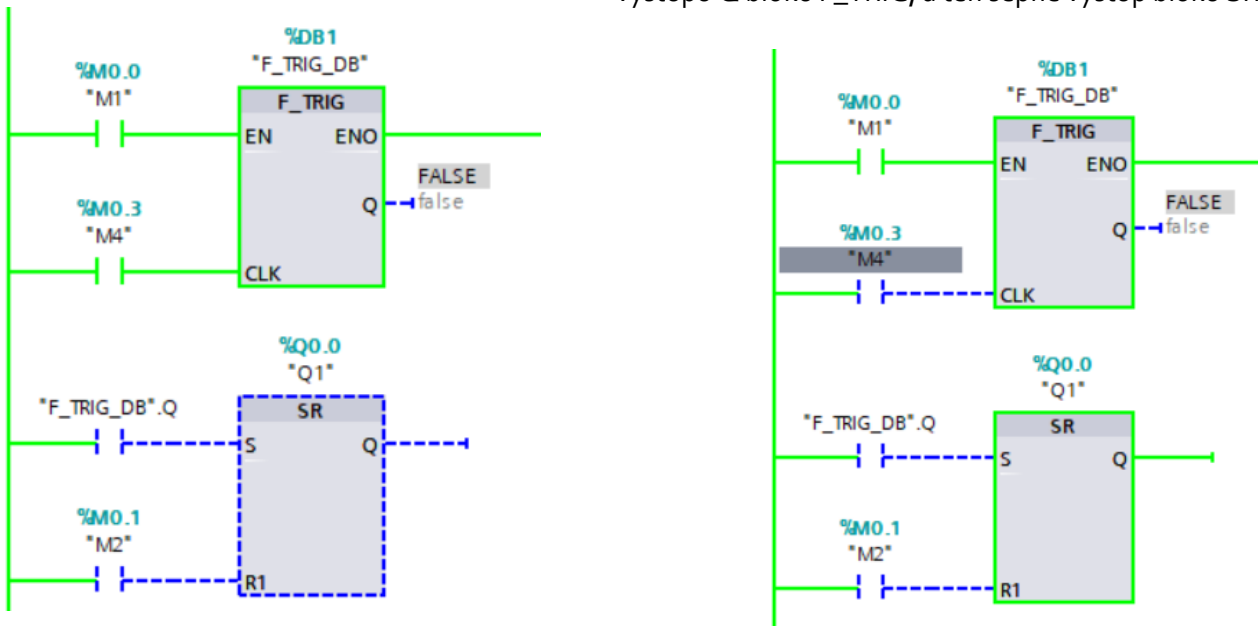 %DB1
"F_TRIG_DB"
%M0.0
"M1"
F_TRIG
EN ENO
FALSE
Q false
%M0.3
"M4"
CLK
%Q0.0
"Q1"
"F_TRIG_DB".Q
SR
S Q
%M0.1
"M2"
R1
%DB1
"F_TRIG_DB"
%M0.0
"M1"
F_TRIG
EN ENO
FALSE
Q false
%M0.3
"M4"
CLK
%Q0.0
"Q1"
"F_TRIG_DB".Q
SR
S Q
%M0.1
"M2"
R1